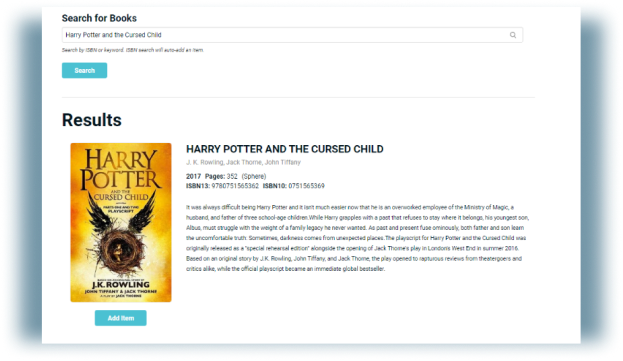 Search for Books
Harry Potter and the Cursed Child
Search by ISBN or keyword. ISBN search will auto-add an item.
Search
Results
HARRY
POTTER
AND THE
CURSED CHILD
PARTS ONE AND TWO
PLAYSCRIPT
BASED ON AN ORIGINAL STORY BY
J.K.ROWLING
JOHN TIFFANY & JACK THORNE
A PLAY BY JACK THORNE
Add Item
HARRY POTTER AND THE CURSED CHILD
J. K. Rowling, Jack Thorne, John Tiffany
2017 Pages: 352 (Sphere)
ISBN13: 9780751565362 ISBN10: 0751565369
It was always difficult being Harry Potter and it isn't much easier now that he is an overworked employee of the Ministry of Magic, a
husband, and father of three school-age children.While Harry grapples with a past that refuses to stay where it belongs, his youngest son,
Albus, must struggle with the weight of a family legacy he never wanted. As past and present fuse ominously, both father and son learn
the uncomfortable truth: Sometimes, darkness comes from unexpected places.The playscript for Harry Potter and the Cursed Child was
originally released as a "special rehearsal edition" alongside the opening of Jack Thorne's play in London's West End in summer 2016.
Based on an original story by J.K. Rowling, John Tiffany, and Jack Thorne, the play opened to rapturous reviews from theatergoers and
critics alike, while the official playscript became an immediate global bestseller.